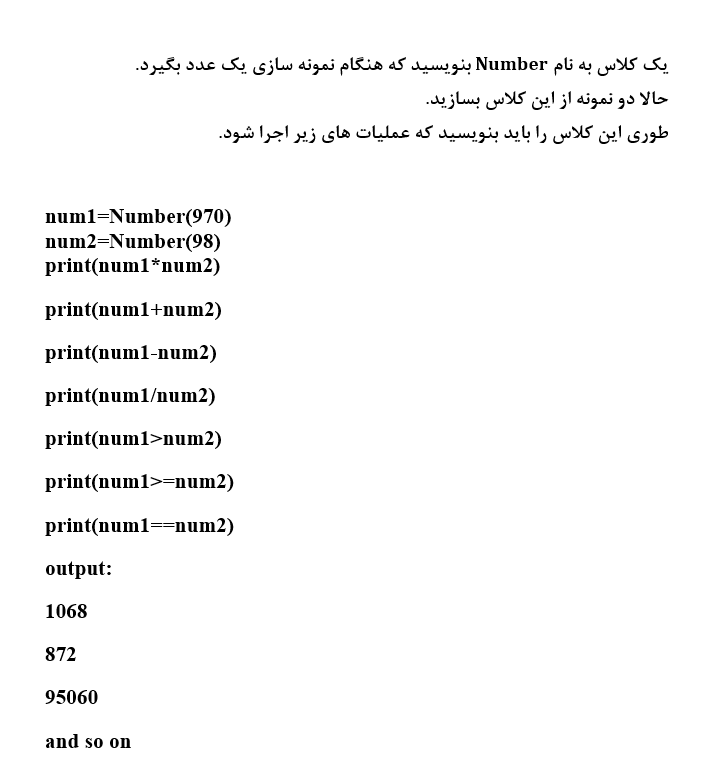 یک کلاس به نام Number بنویسید که هنگام نمونه سازی یک عدد بگیرد.
حالا دو نمونه از این کلاس بسازید.
طوری این کلاس را باید بنویسید که عملیات های زیر اجرا شود.
num1=Number(970)
num2=Number(98)
print(num1*num2)
print(num1+num2)
print(num1-num2)
print(num1/num2)
print(num1>num2)
print(num1>=num2)
print(num1==num2)
output:
1068
872
95060
and so on